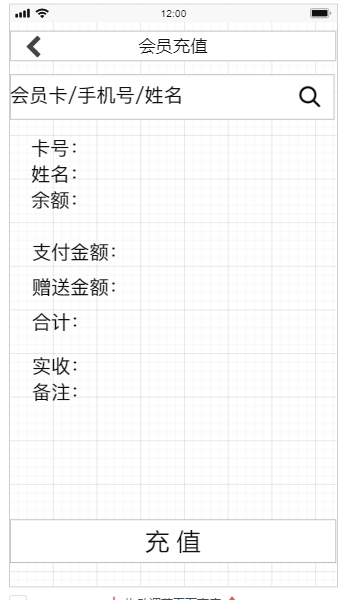 12:00
会员充值
会员卡/手机号/姓名
卡号：
姓名：
余额：
支付金额：
赠送金额：
合计：
实收：
备注：
充 值